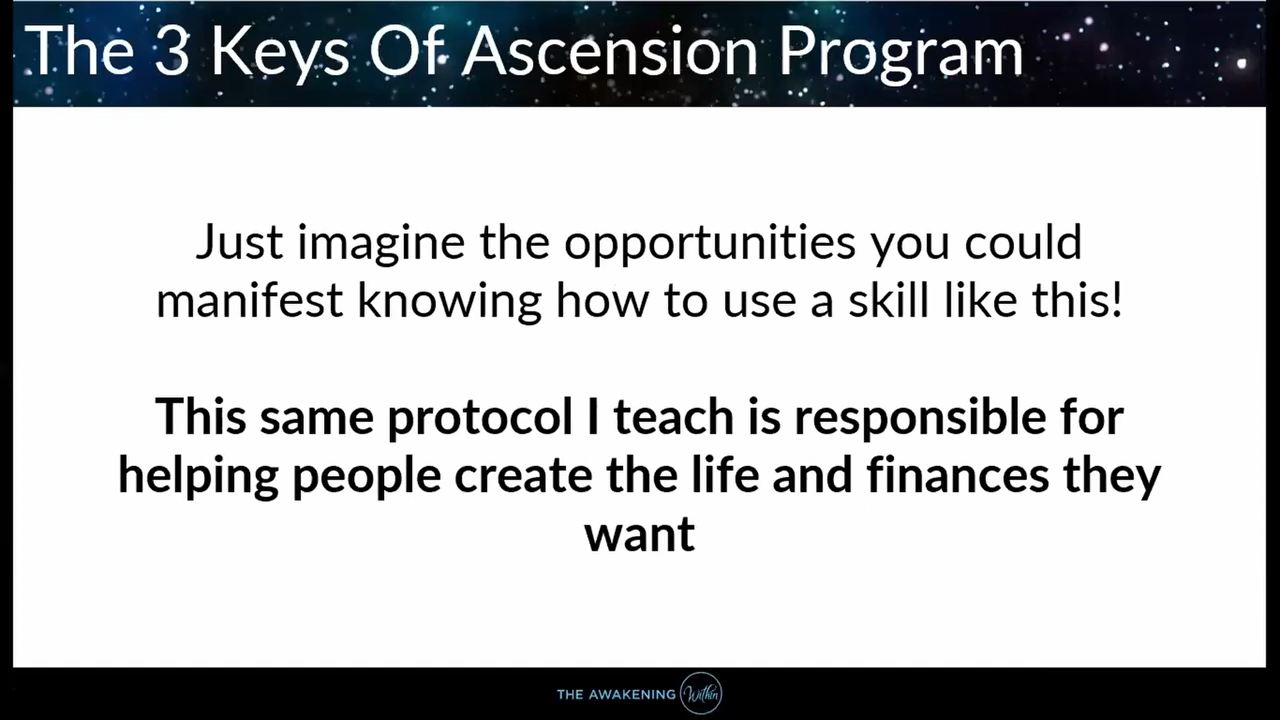 The 3 Keys Of Ascension Program
Just imagine the opportunities you could
manifest knowing how to use a skill like this!
This same protocol I teach is responsible for
helping people create the life and finances they
want
THE AWAKENING Within